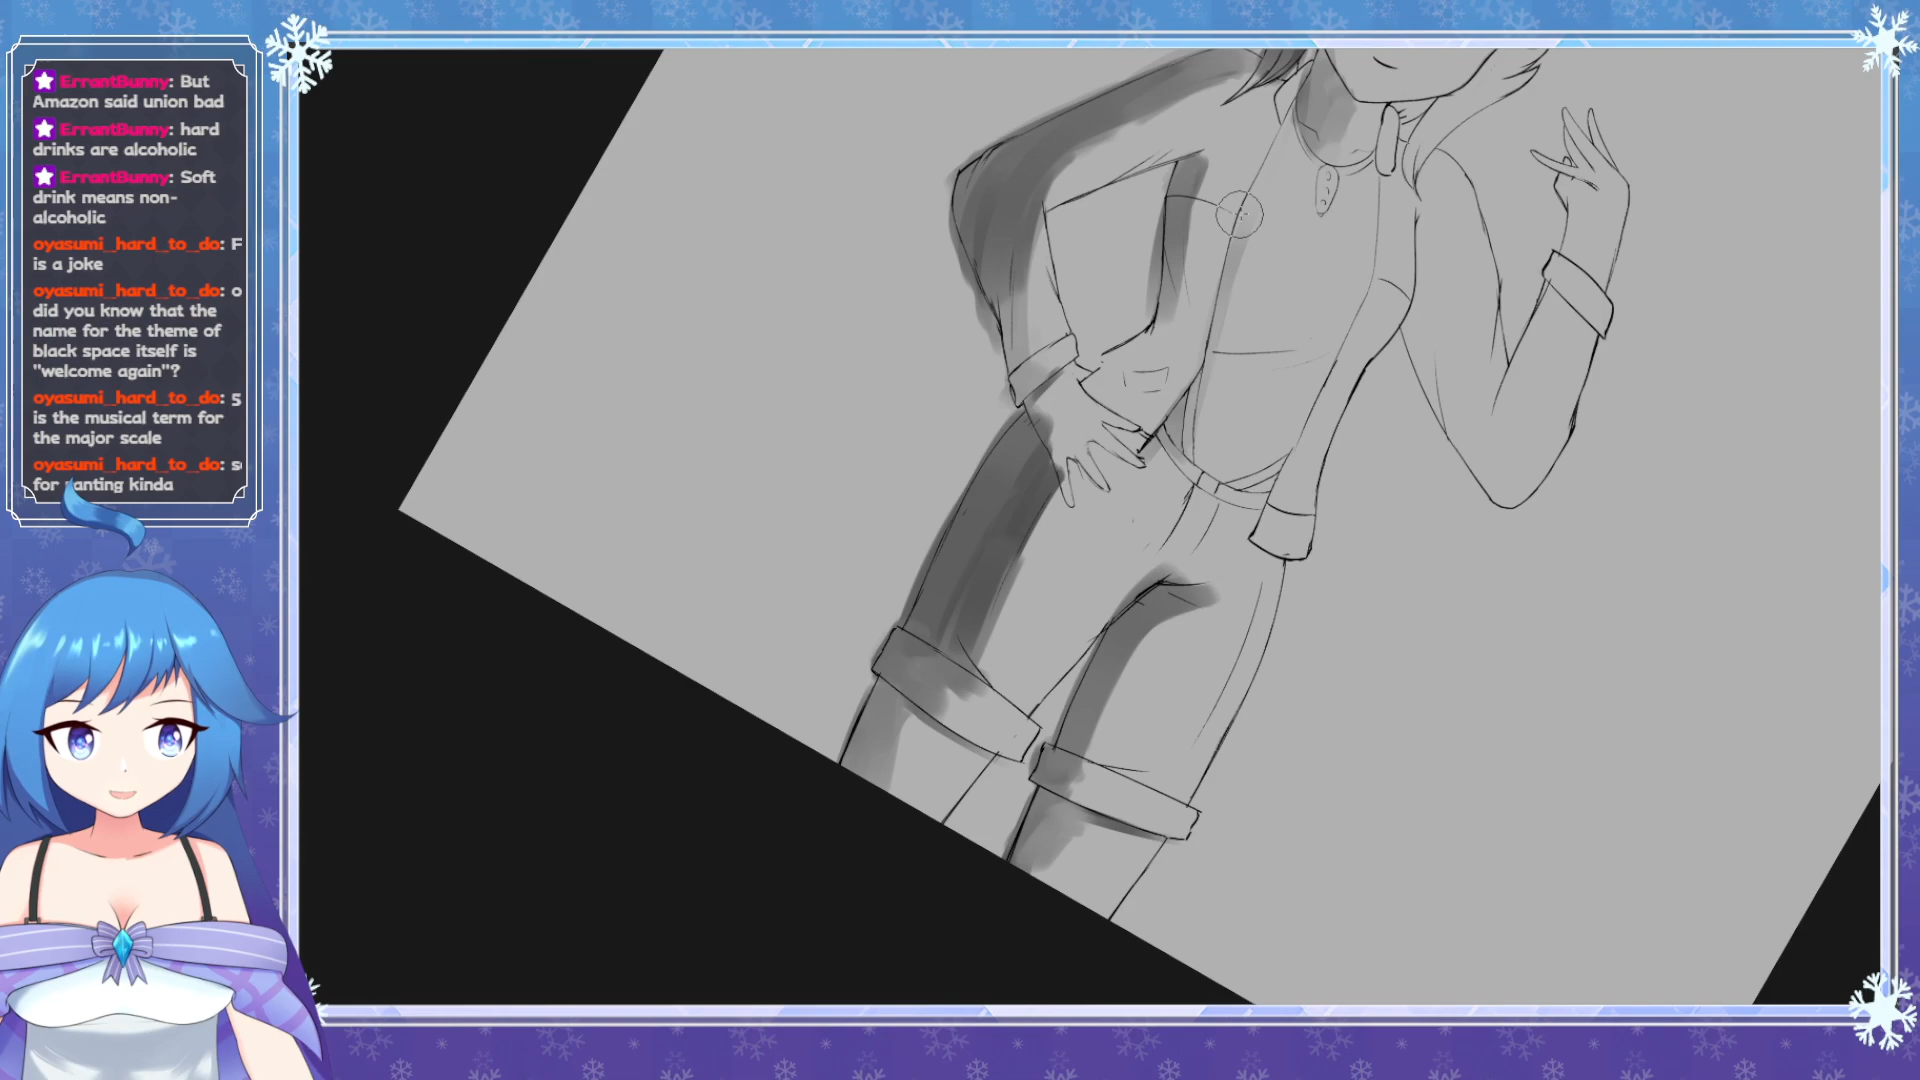 ErrantBunny: But
Amazon said union bad
ErrantBunny: hard
drinks are alcoholic
ErrantBunny: Soft
drink means non-
alcoholic
oyasumi_hard_to_do: F
is a joke
oyasumi_hard_to_do: o
did you know that the
name for the theme of
black space itself is
"welcome again"?
oyasumi_hard_to_do: 5
is the musical term for
the major scale
oyasumi_hard_to_do: s
for ranting kinda